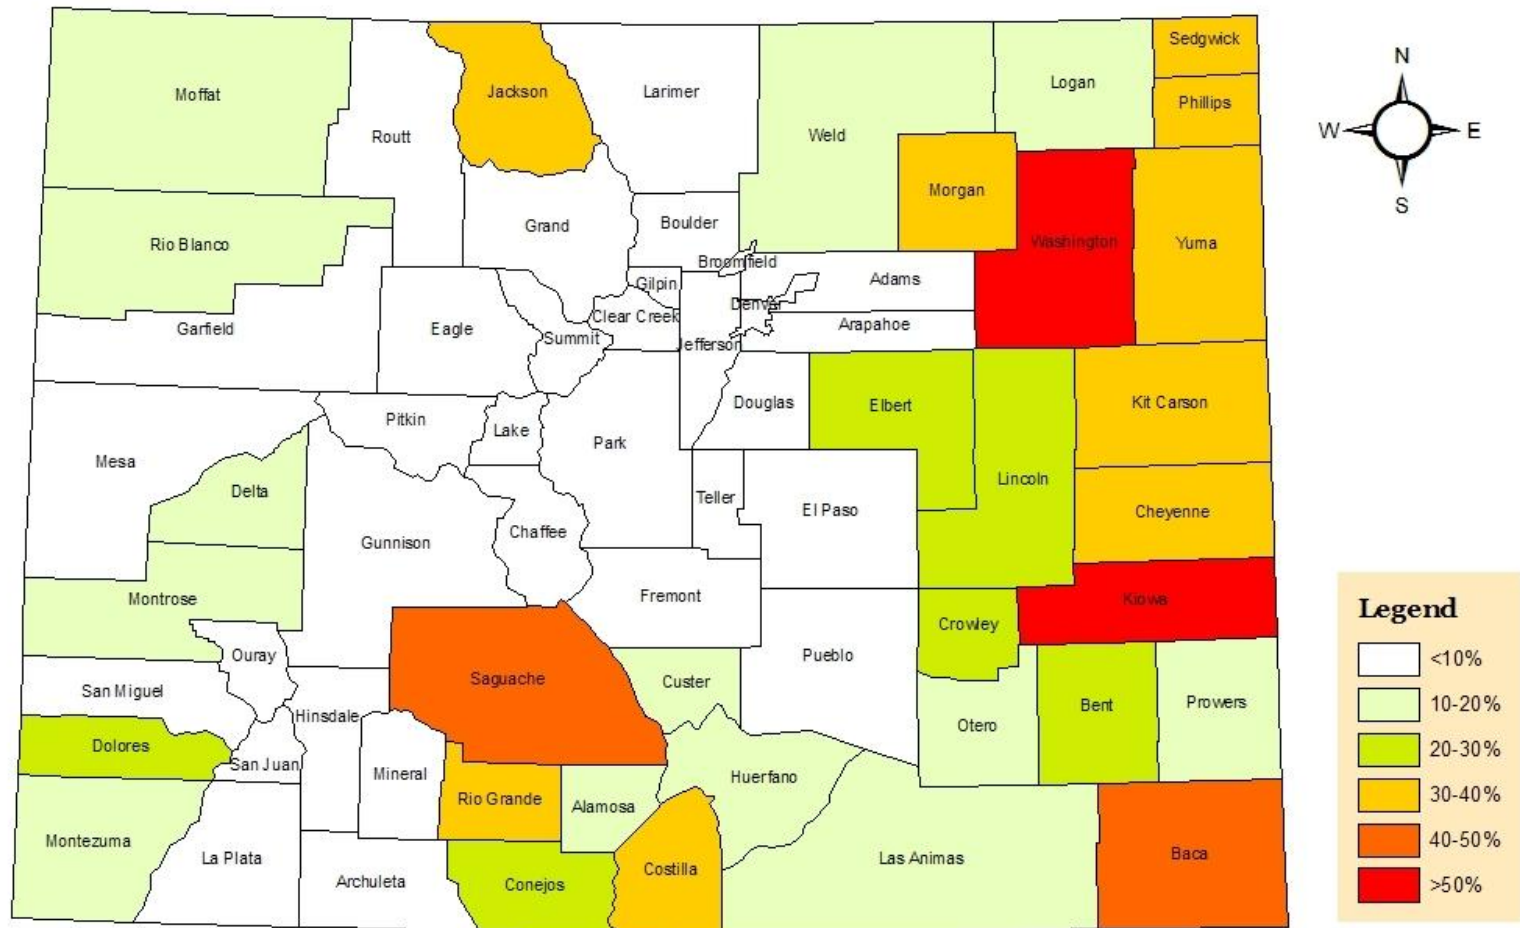 Sedgwick
N
Logan
Jackson
Larimer
Moffat
Phillips
W
E
Routt
Weld
Morgan
S
Grand
Boulder
Rio Blanco
Washington
Yuma
Broomfield
Gilpin
Adams
Denver
Clear Creek
Garfield
Eagle
Summit
Jefferson
Arapahoe
Pitkin
Lake
Douglas
Elbert
Kit Carson
Park
Mesa
Delta
Teller
Lincoln
El Paso
Cheyenne
Chaffee
Gunnison
Montrose
Fremont
Kiowa
Legend
Crowley
Ouray
Pueblo
<10%
Saguache
San Miguel
Custer
10-20%
Hinsdale
Otero
Bent
Prowers
Dolores
20-30%
San Juan
Mineral
Huerfano
Rio Grande
Alamosa
30-40%
Montezuma
40-50%
La Plata
Las Animas
Baca
Costilla
Archuleta
Conejos
>50%